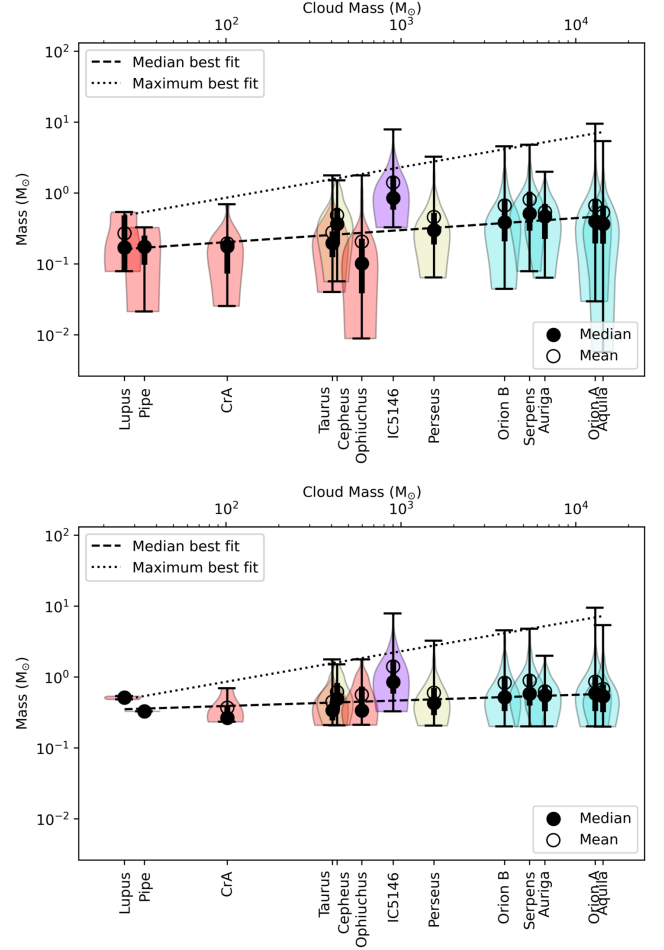 Cloud Mass (M⊙)
10² 10³ 10⁴
Median best fit
Maximum best fit
Mass (M⊙)
10²
10¹
10⁰
10⁻¹
10⁻²
Median
Mean
Lupus
Pipe
CrA
Taurus
Cepheus
Ophiuchus
IC5146
Perseus
Orion B
Serpens
Auriga
Orion A
Aquila
Cloud Mass (M⊙)
10² 10³ 10⁴
Median best fit
Maximum best fit
Mass (M⊙)
10²
10¹
10⁰
10⁻¹
10⁻²
Median
Mean
Lupus
Pipe
CrA
Taurus
Cepheus
Ophiuchus
IC5146
Perseus
Orion B
Serpens
Auriga
Orion A
Aquila